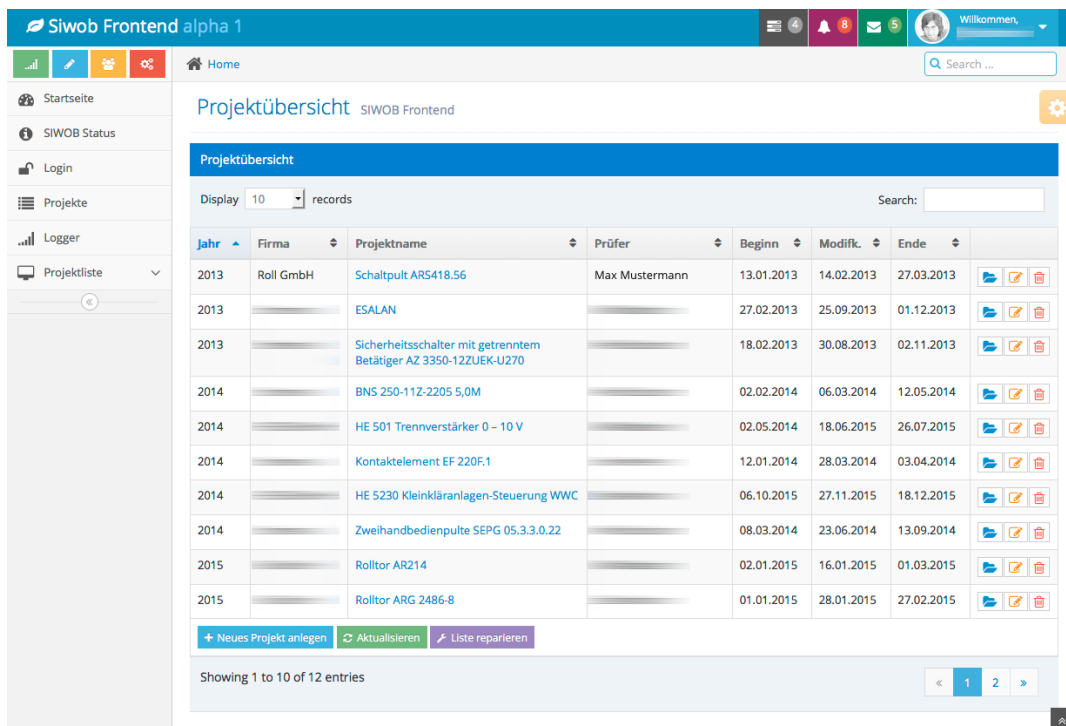 Siwob Frontend alpha 1
4
8
5
Willkommen,
Home
Search ...
Startseite
SIWOB Status
Login
Projekte
Logger
Projektliste
Projektübersicht SIWOB Frontend
Projektübersicht
Display 10 records
Search:
Jahr Firma Projektname Prüfer Beginn Modifk. Ende
2013 Roll GmbH Schaltpult ARS418.56 Max Mustermann 13.01.2013 14.02.2013 27.03.2013
2013 ESALAN 27.02.2013 25.09.2013 01.12.2013
2013 Sicherheitsschalter mit getrenntem 18.02.2013 30.08.2013 02.11.2013
Betätiger AZ 3350-12ZUEK-U270
2014 BNS 250-11Z-2205 5,0M 02.02.2014 06.03.2014 12.05.2014
2014 HE 501 Trennverstärker 0 – 10 V 02.05.2014 18.06.2015 26.07.2015
2014 Kontaktelement EF 220F.1 12.01.2014 28.03.2014 03.04.2014
2014 HE 5230 Kleinkläranlagen-Steuerung WWC 06.10.2015 27.11.2015 18.12.2015
2014 Zweihandbedienpulte SEPG 05.3.3.0.22 08.03.2014 23.06.2014 13.09.2014
2015 Rolltor AR214 02.01.2015 16.01.2015 01.03.2015
2015 Rolltor ARG 2486-8 01.01.2015 28.01.2015 27.02.2015
+ Neues Projekt anlegen Aktualisieren Liste reparieren
Showing 1 to 10 of 12 entries
« 1 2 »